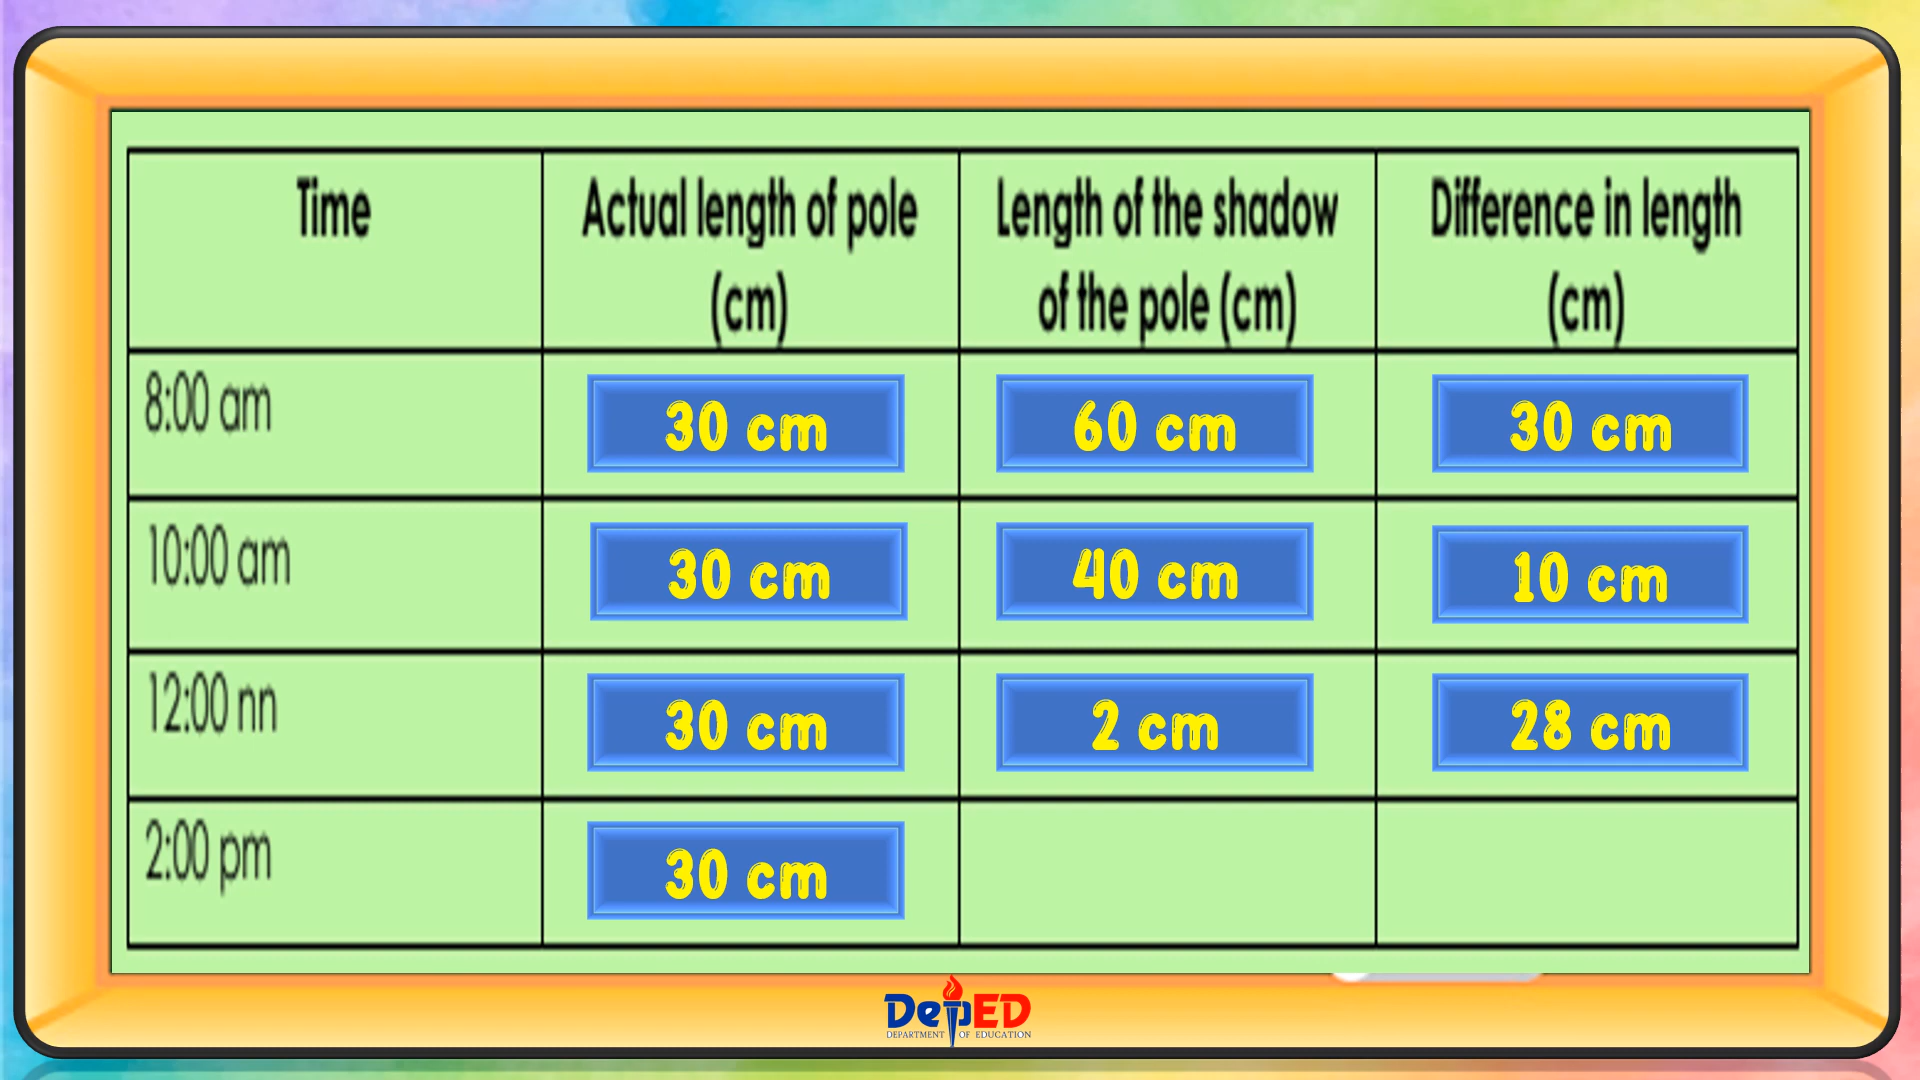 Time
Actual length of pole
(cm)
Length of the shadow
of the pole (cm)
Difference in length
(cm)
8:00 am
30 cm
60 cm
30 cm
10:00 am
30 cm
40 cm
10 cm
12:00 nn
30 cm
2 cm
28 cm
2:00 pm
30 cm
DepED
DEPARTMENT OF EDUCATION